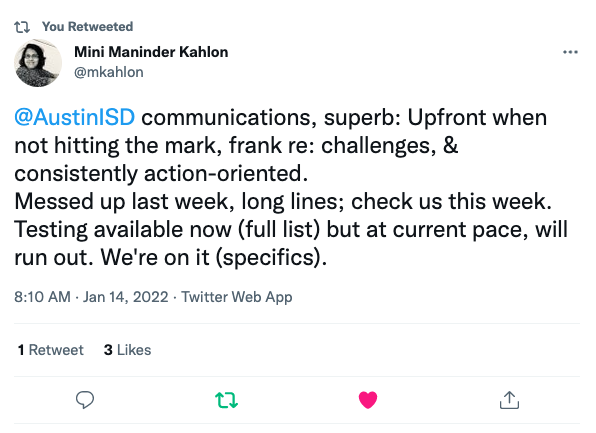 You Retweeted
Mini Maninder Kahlon
@mkahlon
@AustinISD communications, superb: Upfront when
not hitting the mark, frank re: challenges, &
consistently action-oriented.
Messed up last week, long lines; check us this week.
Testing available now (full list) but at current pace, will
run out. We're on it (specifics).
8:10 AM · Jan 14, 2022 · Twitter Web App
1 Retweet 3 Likes